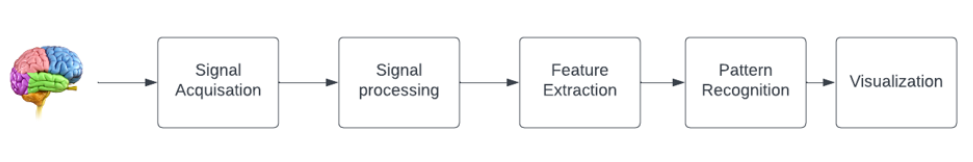 Signal
Acquisation
Signal
processing
Feature
Extraction
Pattern
Recognition
Visualization